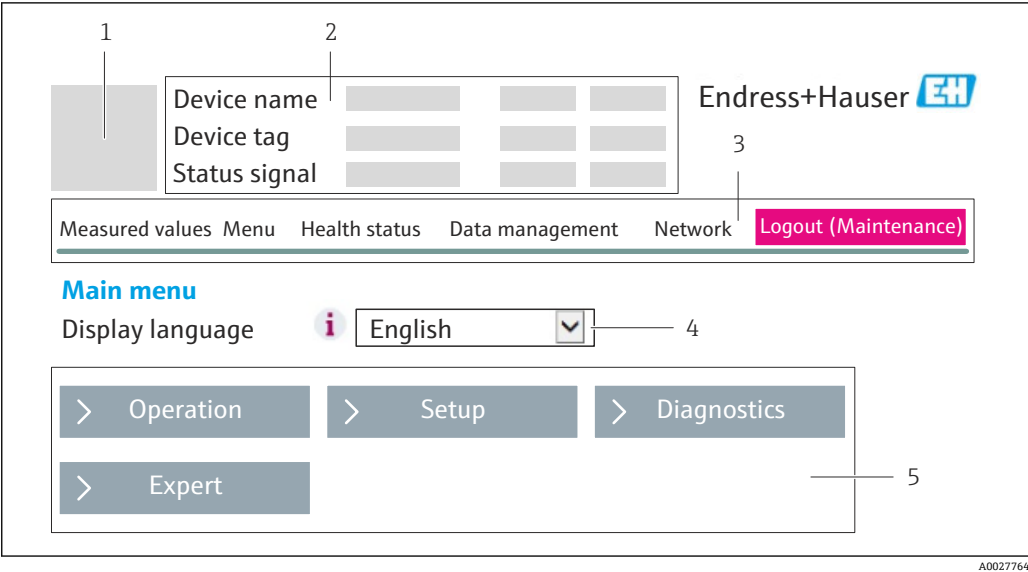 1
2
Device name
Endress+Hauser EH
Device tag
3
Status signal
Measured values Menu Health status Data management Network Logout (Maintenance)
Main menu
Display language i English
4
Operation Setup Diagnostics
Expert
5
A0027764